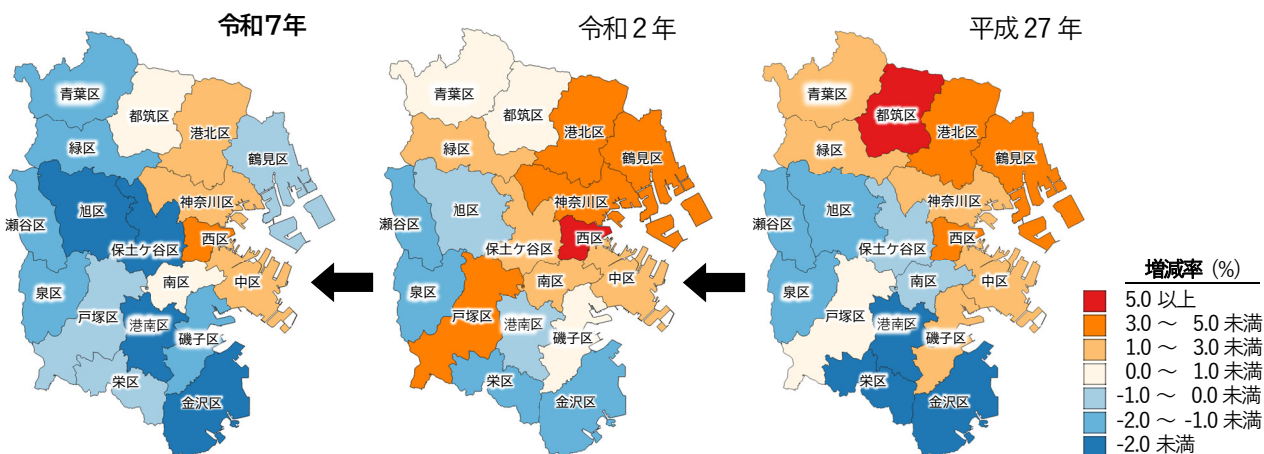 令和7年
青葉区
都筑区
港北区
緑区
鶴見区
神奈川区
旭区
瀬谷区
西区
保土ケ谷区
泉区
南区
中区
戸塚区
港南区
磯子区
栄区
金沢区
令和2年
青葉区
都筑区
港北区
緑区
鶴見区
神奈川区
旭区
瀬谷区
西区
保土ケ谷区
泉区
南区
中区
戸塚区
港南区
磯子区
栄区
金沢区
平成27年
青葉区
都筑区
港北区
緑区
鶴見区
神奈川区
旭区
瀬谷区
西区
保土ケ谷区
泉区
南区
中区
戸塚区
港南区
磯子区
栄区
金沢区
増減率 (%)
5.0 以上
3.0 ～ 5.0 未満
1.0 ～ 3.0 未満
0.0 ～ 1.0 未満
-1.0 ～ 0.0 未満
-2.0 ～ -1.0 未満
-2.0 未満